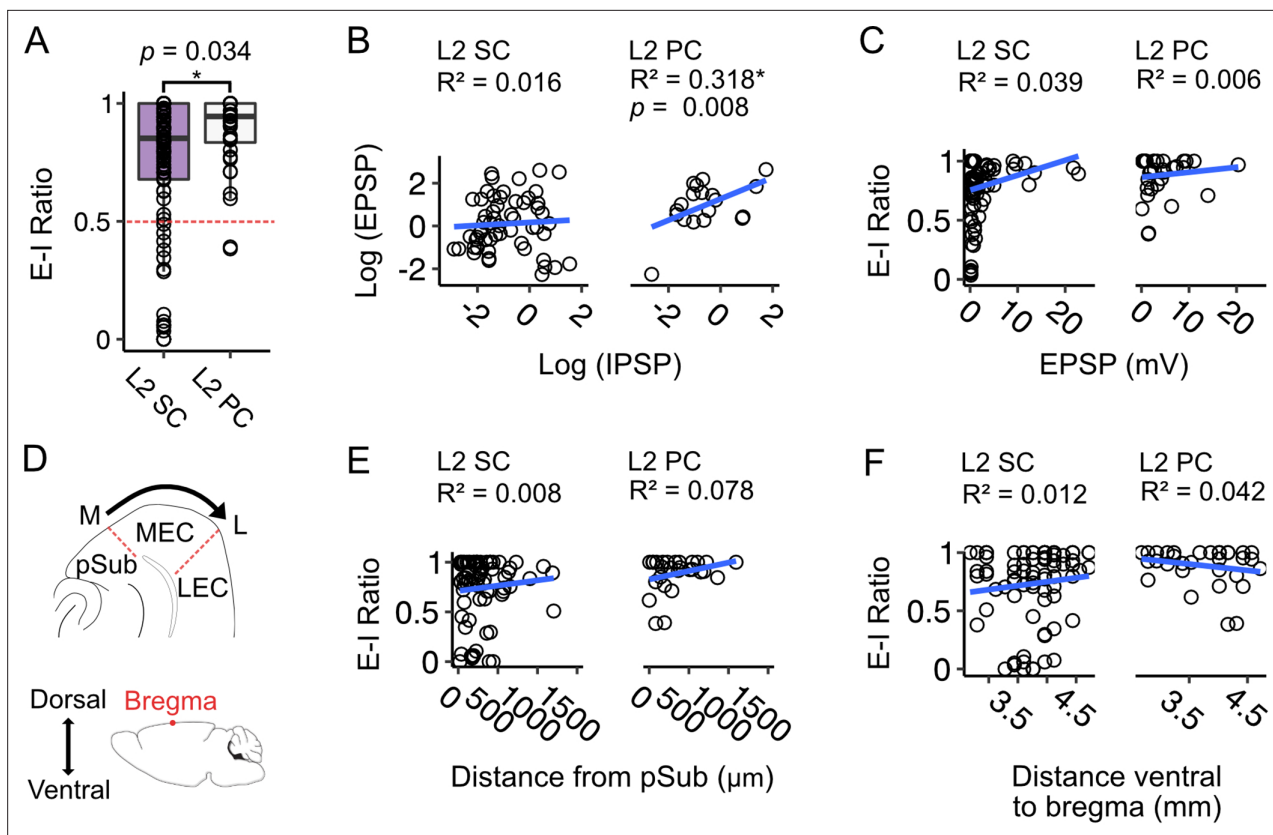 A
p = 0.034
*
E-I Ratio
1
0.5
0
L2 SC
L2 PC
B
L2 SC
R² = 0.016
L2 PC
R² = 0.318*
p = 0.008
Log (EPSP)
2
0
-2
-2 0 2
-2 0 2
Log (IPSP)
C
L2 SC
R² = 0.039
L2 PC
R² = 0.006
E-I Ratio
1
0.5
0
0 10 20
0 10 20
EPSP (mV)
D
M
MEC
L
pSub
LEC
Dorsal
Bregma
Ventral
E
L2 SC
R² = 0.008
L2 PC
R² = 0.078
E-I Ratio
1
0.5
0
0 500 1000 1500
0 500 1000 1500
Distance from pSub (µm)
F
L2 SC
R² = 0.012
L2 PC
R² = 0.042
E-I Ratio
1
0.5
0
3.5 4.5
3.5 4.5
Distance ventral
to bregma (mm)